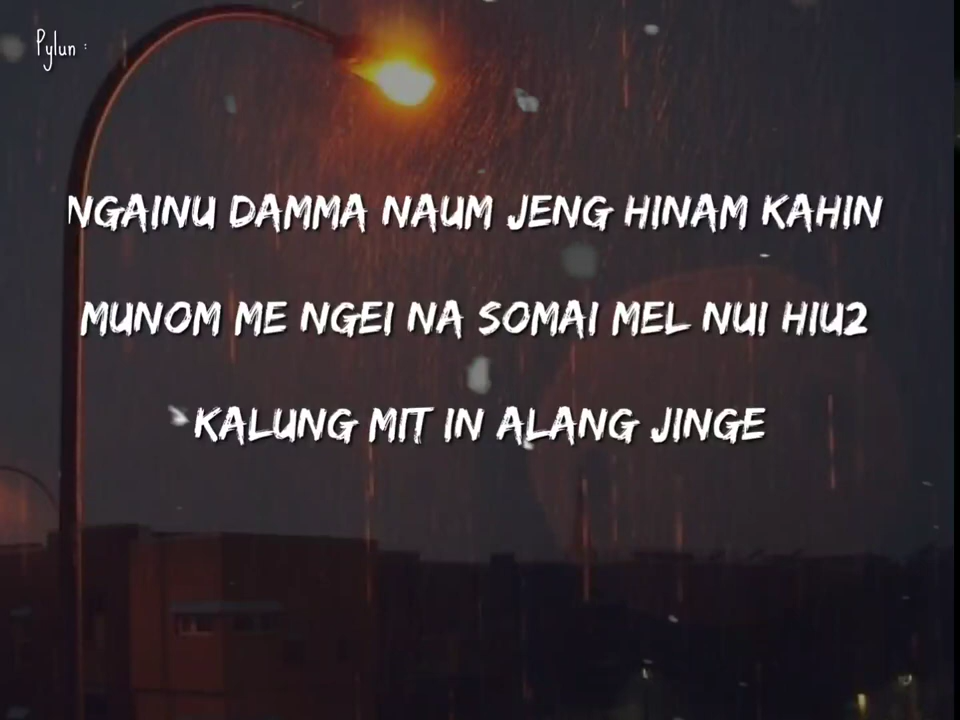 Pylun :
NGAINU DAMMA NAUM JENG HINAM KAHIN
MUNOM ME NGEI NA SOMAI MEL NUI HIU2
KALUNG MIT IN ALANG JINGE